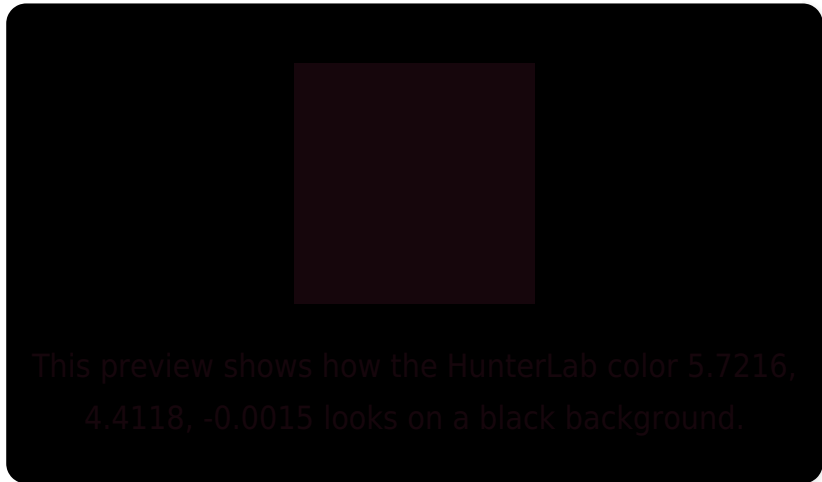 This preview shows how the HunterLab color 5.7216,
4.4118, -0.0015 looks on a black background.